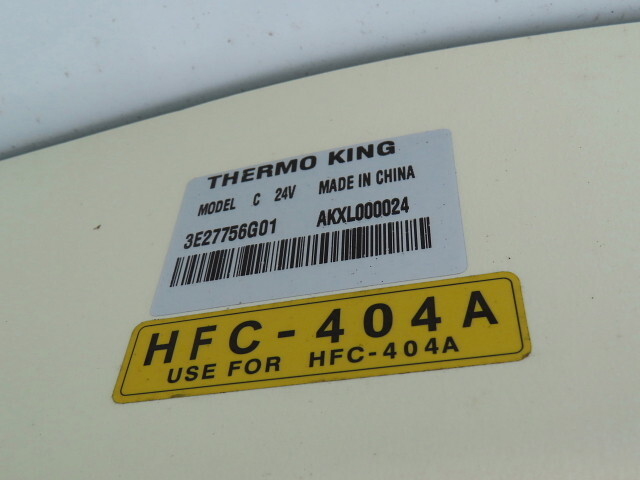 THERMO KING
MODEL C 24V MADE IN CHINA
3E27756G01 AKXL000024
HFC-404A
USE FOR HFC-404A